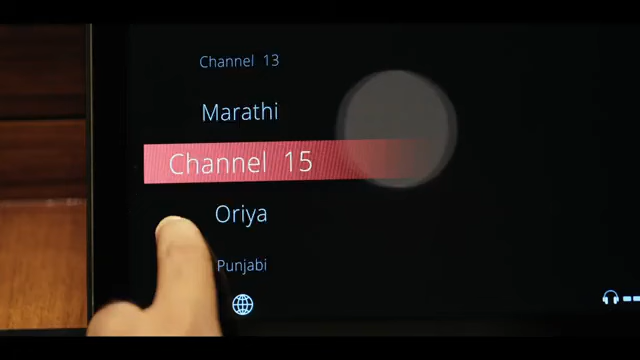 Channel 13
Marathi
Channel 15
Oriya
Punjabi